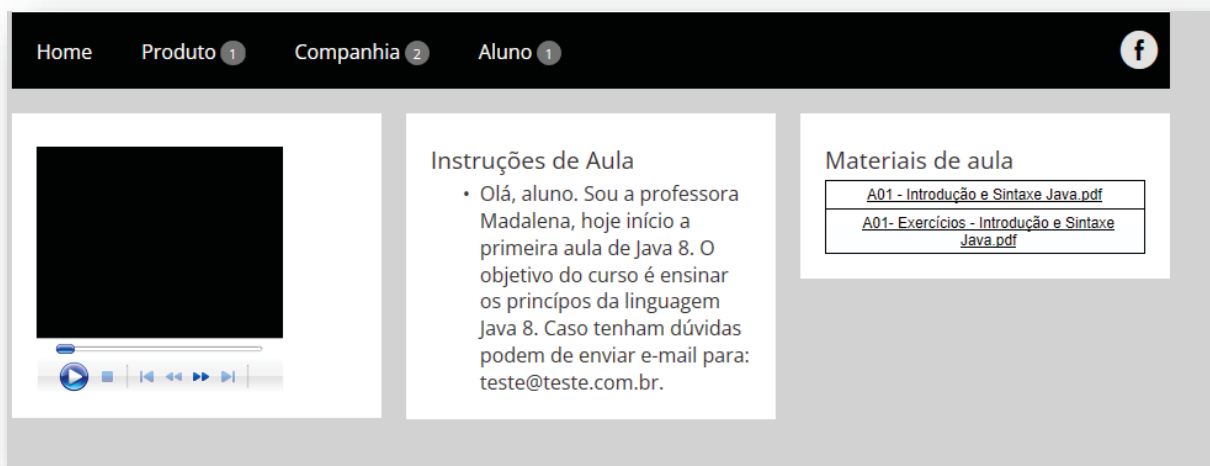 Home Produto 1 Companhia 2 Aluno 1 f
Instruções de Aula
• Olá, aluno. Sou a professora
Madalena, hoje início a
primeira aula de Java 8. O
objetivo do curso é ensinar
os princípos da linguagem
Java 8. Caso tenham dúvidas
podem de enviar e-mail para:
teste@teste.com.br.
Materiais de aula
A01 - Introdução e Sintaxe Java.pdf
A01- Exercícios - Introdução e Sintaxe
Java.pdf